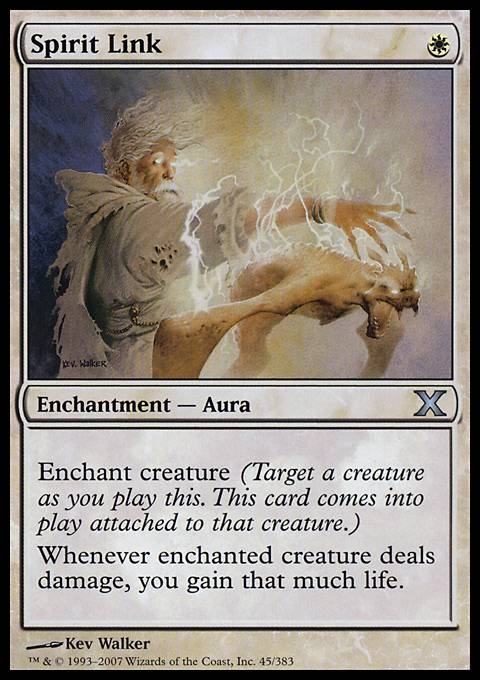 Spirit Link
KEV. WALKER
Enchantment — Aura
X
Enchant creature (Target a creature
as you play this. This card comes into
play attached to that creature.)
Whenever enchanted creature deals
damage, you gain that much life.
Kev Walker
™ & © 1993–2007 Wizards of the Coast, Inc. 45/383